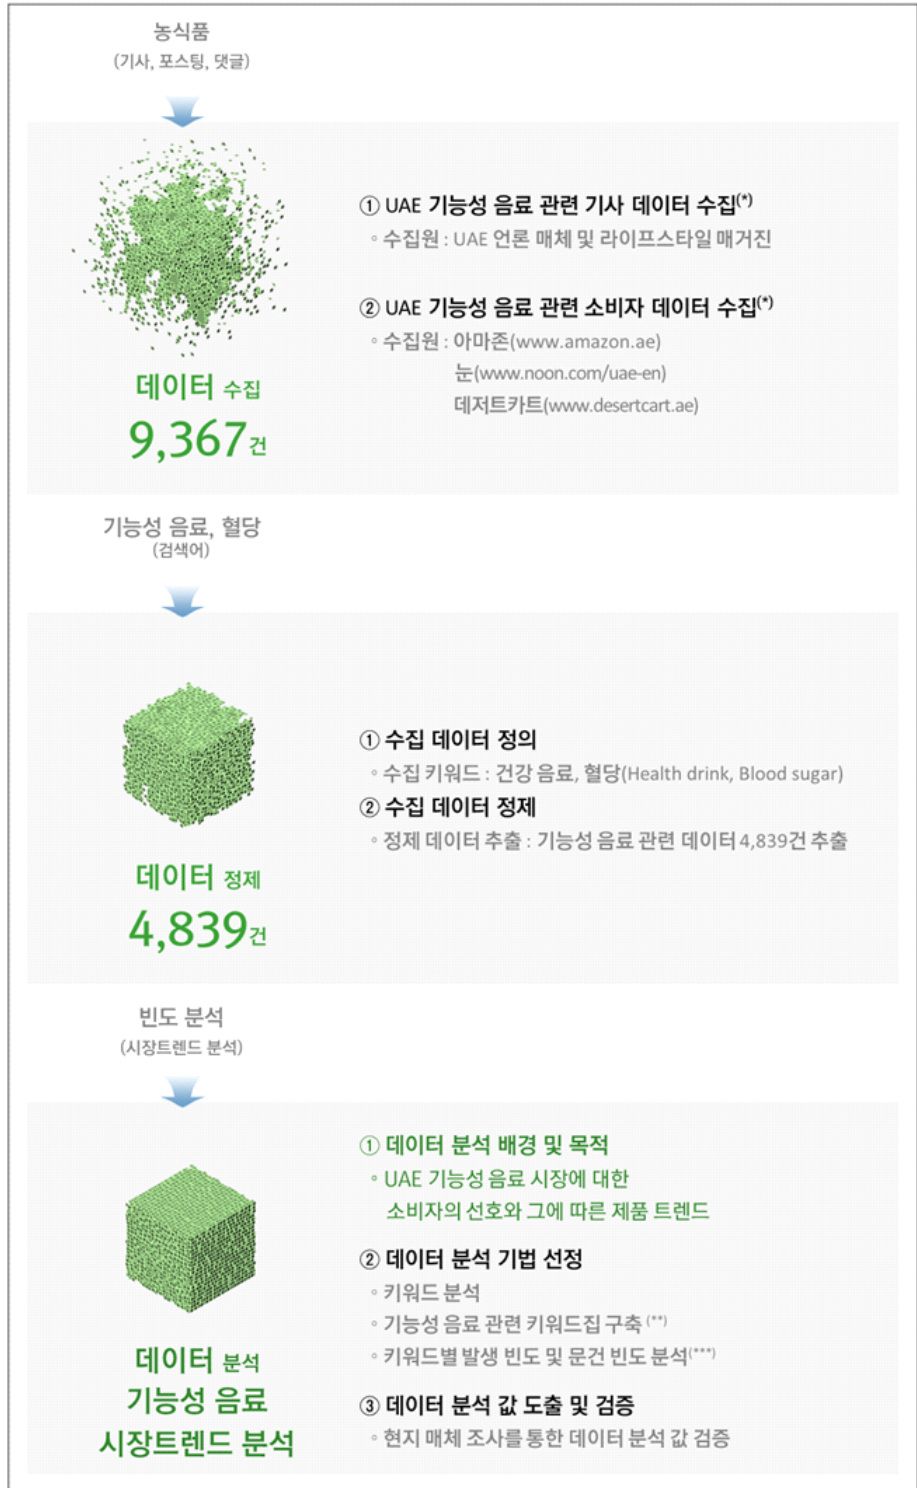 농식품
(기사, 포스팅, 댓글)
데이터 수집
9,367건
① UAE 기능성 음료 관련 기사 데이터 수집(*)
◦ 수집원 : UAE 언론 매체 및 라이프스타일 매거진
② UAE 기능성 음료 관련 소비자 데이터 수집(*)
◦ 수집원 : 아마존(www.amazon.ae)
눈(www.noon.com/uae-en)
데저트카트(www.desertcart.ae)
기능성 음료, 혈당
(검색어)
데이터 정제
4,839건
① 수집 데이터 정의
◦ 수집 키워드 : 건강 음료, 혈당(Health drink, Blood sugar)
② 수집 데이터 정제
◦ 정제 데이터 추출 : 기능성 음료 관련 데이터 4,839건 추출
빈도 분석
(시장트렌드 분석)
데이터 분석
기능성 음료
시장트렌드 분석
① 데이터 분석 배경 및 목적
◦ UAE 기능성 음료 시장에 대한
소비자의 선호와 그에 따른 제품 트렌드
② 데이터 분석 기법 선정
◦ 키워드 분석
◦ 기능성 음료 관련 키워드집 구축 (**)
◦ 키워드별 발생 빈도 및 문건 빈도 분석(***)
③ 데이터 분석 값 도출 및 검증
◦ 현지 매체 조사를 통한 데이터 분석 값 검증